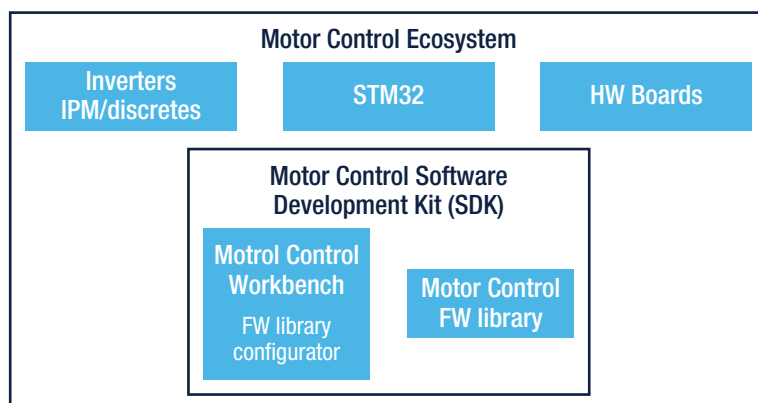 Motor Control Ecosystem
Inverters
IPM/discretes
STM32
HW Boards
Motor Control Software
Development Kit (SDK)
Motrol Control
Workbench
FW library
configurator
Motor Control
FW library